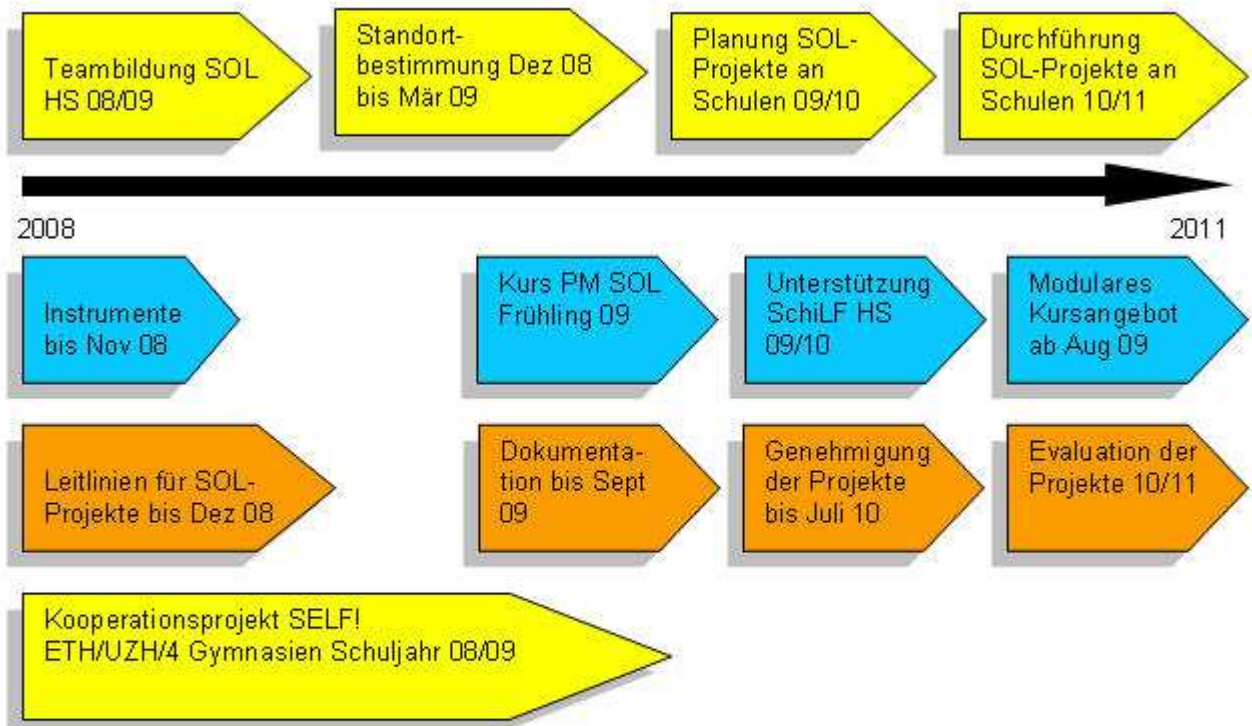 Teambildung SOL
HS 08/09
Standort-
bestimmung Dez 08
bis Mär 09
Planung SOL-
Projekte an
Schulen 09/10
Durchführung
SOL-Projekte an
Schulen 10/11
2008
2011
Instrumente
bis Nov 08
Kurs PM SOL
Frühling 09
Unterstützung
SchiLF HS
09/10
Modulares
Kursangebot
ab Aug 09
Leitlinien für SOL-
Projekte bis Dez 08
Dokumenta-
tion bis Sept
09
Genehmigung
der Projekte
bis Juli 10
Evaluation der
Projekte 10/11
Kooperationsprojekt SELF!
ETH/UZH/4 Gymnasien Schuljahr 08/09